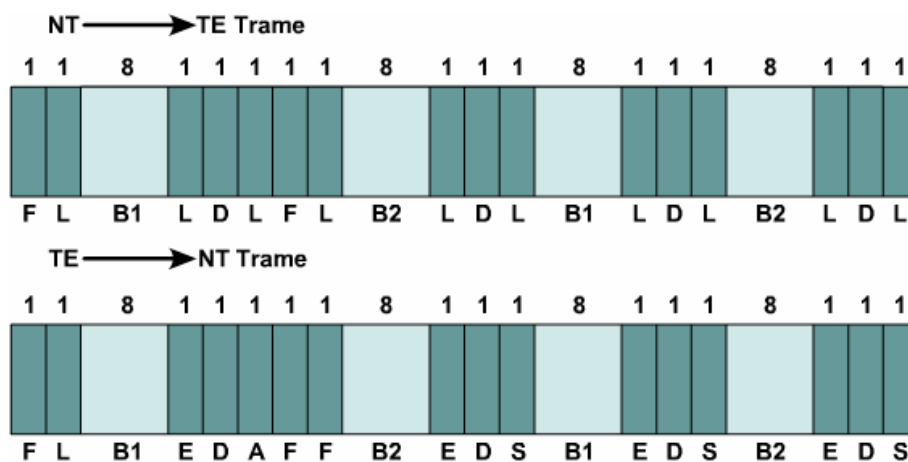 NT TE Trame
1 1 8 1 1 1 1 1 8 1 1 1 8 1 1 1 8 1 1 1
F L B1 L D L F L B2 L D L B1 L D L B2 L D L
TE NT Trame
1 1 8 1 1 1 1 1 8 1 1 1 8 1 1 1 8 1 1 1
F L B1 E D A F F B2 E D S B1 E D S B2 E D S